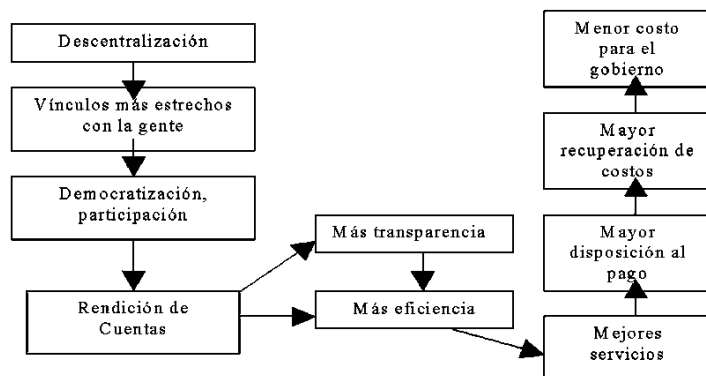 Descentralización
Vínculos más estrechos
con la gente
Democratización,
participación
Rendición de
Cuentas
Más transparencia
Más eficiencia
Mejores
servicios
Mayor
disposición al
pago
Mayor
recuperación de
costos
Menor costo
para el
gobierno